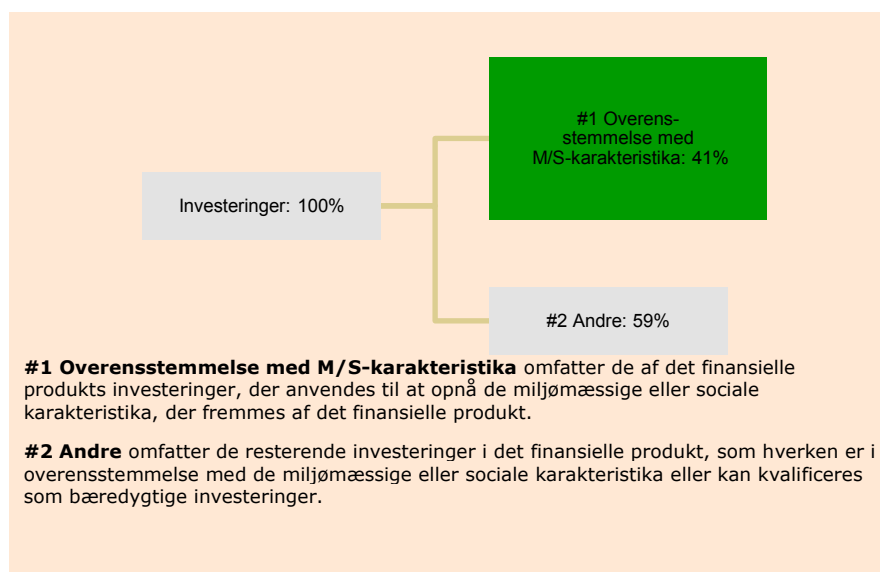 #1 Overens-
stemmelse med
M/S-karakteristika: 41%
Investeringer: 100%
#2 Andre: 59%
#1 Overensstemmelse med M/S-karakteristika omfatter de af det finansielle
produkts investeringer, der anvendes til at opnå de miljømæssige eller sociale
karakteristika, der fremmes af det finansielle produkt.
#2 Andre omfatter de resterende investeringer i det finansielle produkt, som hverken er i
overensstemmelse med de miljømæssige eller sociale karakteristika eller kan kvalificeres
som bæredygtige investeringer.